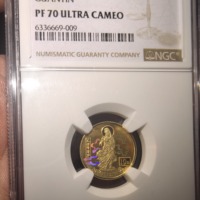 PF 70 ULTRA CAMEO
6336669-009
NUMISMATIC GUARANTY COMPANY
NGC